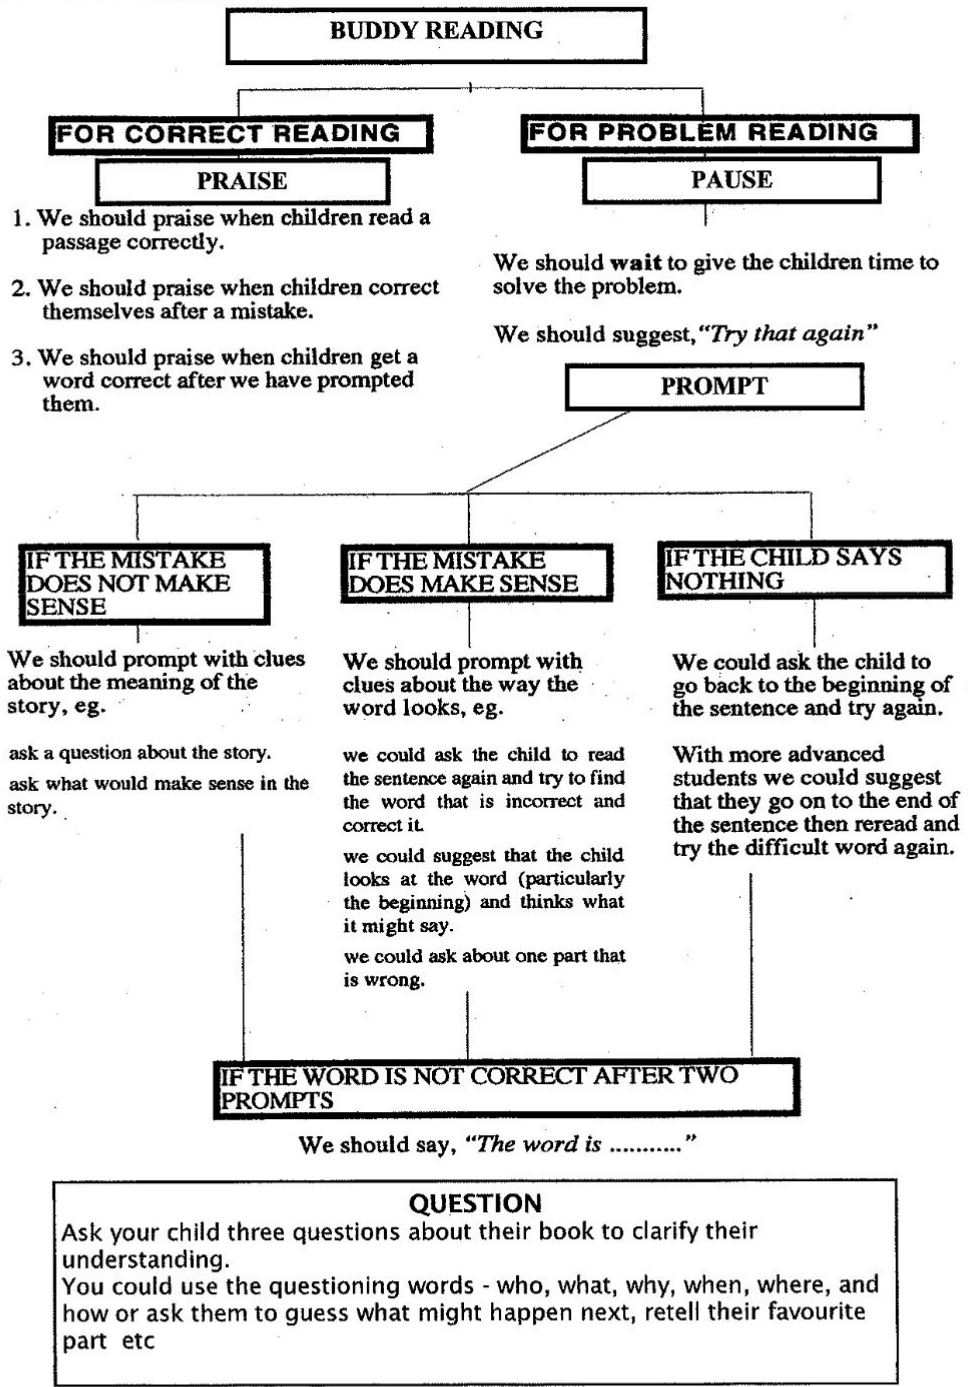 BUDDY READING
FOR CORRECT READING
PRAISE
1. We should praise when children read a
passage correctly.
2. We should praise when children correct
themselves after a mistake.
3. We should praise when children get a
word correct after we have prompted
them.
FOR PROBLEM READING
PAUSE
We should wait to give the children time to
solve the problem.
We should suggest, "Try that again"
PROMPT
IF THE MISTAKE
DOES NOT MAKE
SENSE
We should prompt with clues
about the meaning of the
story, eg.
ask a question about the story.
ask what would make sense in the
story.
IF THE MISTAKE
DOES MAKE SENSE
We should prompt with
clues about the way the
word looks, eg.
we could ask the child to read
the sentence again and try to find
the word that is incorrect and
correct it.
we could suggest that the child
looks at the word (particularly
the beginning) and thinks what
it might say.
we could ask about one part that
is wrong.
IF THE CHILD SAYS
NOTHING
We could ask the child to
go back to the beginning of
the sentence and try again.
With more advanced
students we could suggest
that they go on to the end of
the sentence then reread and
try the difficult word again.
IF THE WORD IS NOT CORRECT AFTER TWO
PROMPTS
We should say, "The word is ..........."
QUESTION
Ask your child three questions about their book to clarify their
understanding.
You could use the questioning words - who, what, why, when, where, and
how or ask them to guess what might happen next, retell their favourite
part etc